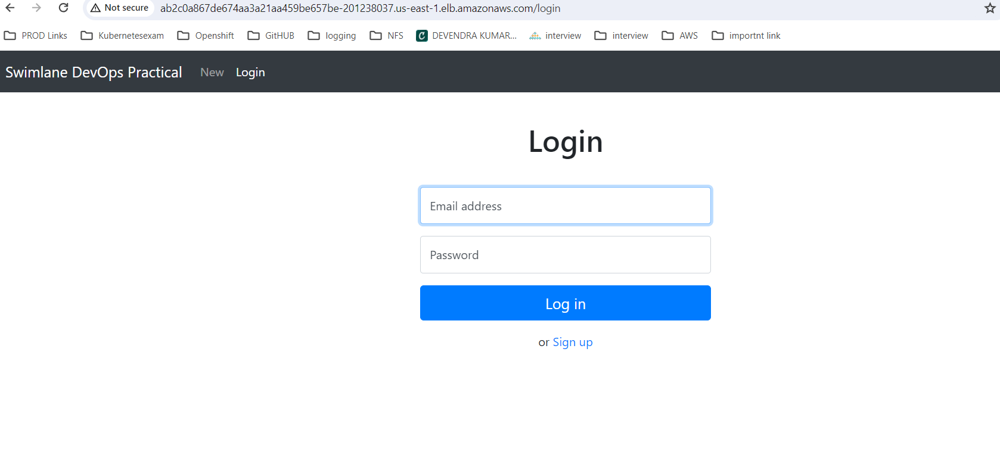 Not secure ab2c0a867de674aa3a21aa459be657be-201238037.us-east-1.elb.amazonaws.com/login
PROD Links Kubernetesexam Openshift GitHUB logging NFS DEVENDRA KUMAR... interview interview AWS importnt link
Swimlane DevOps Practical New Login
Login
Email address
Password
Log in
or Sign up